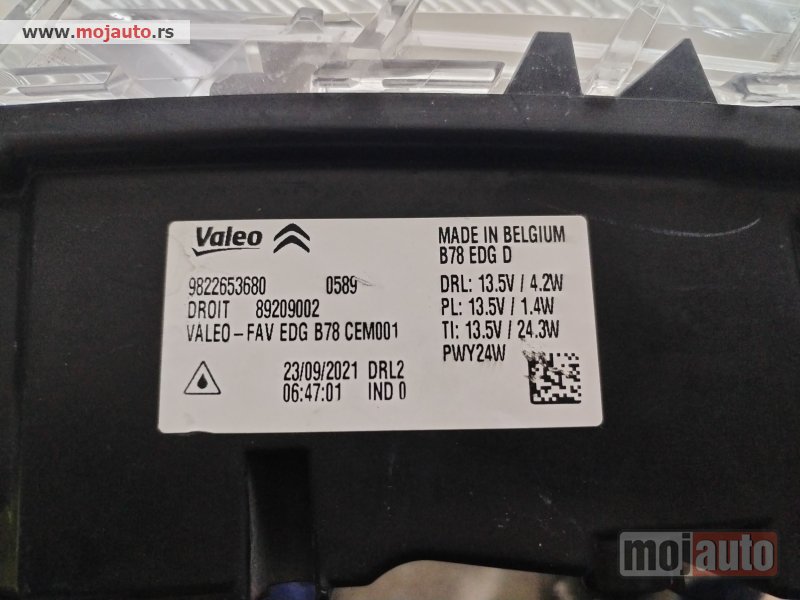 www.mojauto.rs
Valeo
MADE IN BELGIUM
B78 EDG D
9822653680 0589
DRL: 13.5V / 4.2W
DROIT 89209002
PL: 13.5V / 1.4W
VALEO-FAV EDG B78 CEM001
TI: 13.5V / 24.3W
PWY24W
23/09/2021 DRL2
06:47:01 IND 0
mojauto